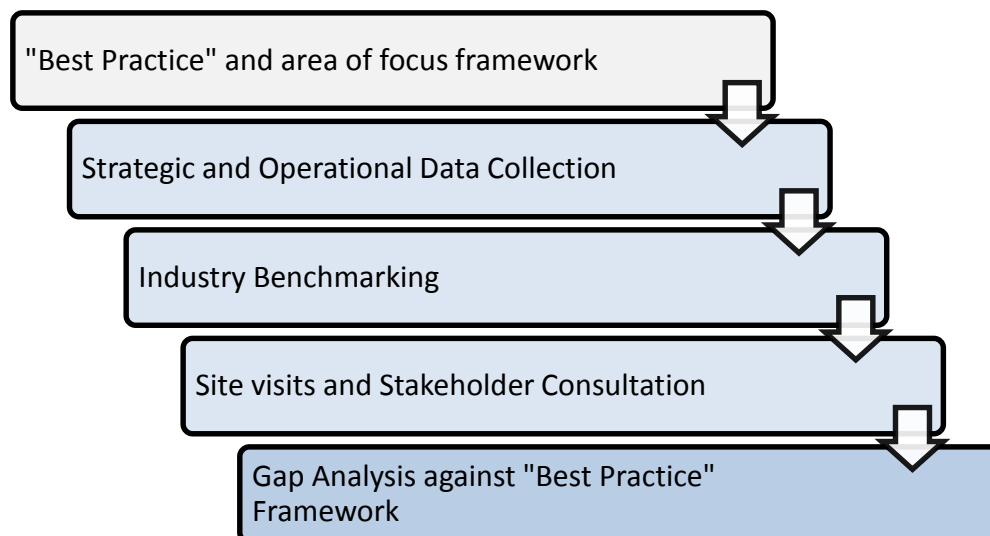 "Best Practice" and area of focus framework
Strategic and Operational Data Collection
Industry Benchmarking
Site visits and Stakeholder Consultation
Gap Analysis against "Best Practice"
Framework